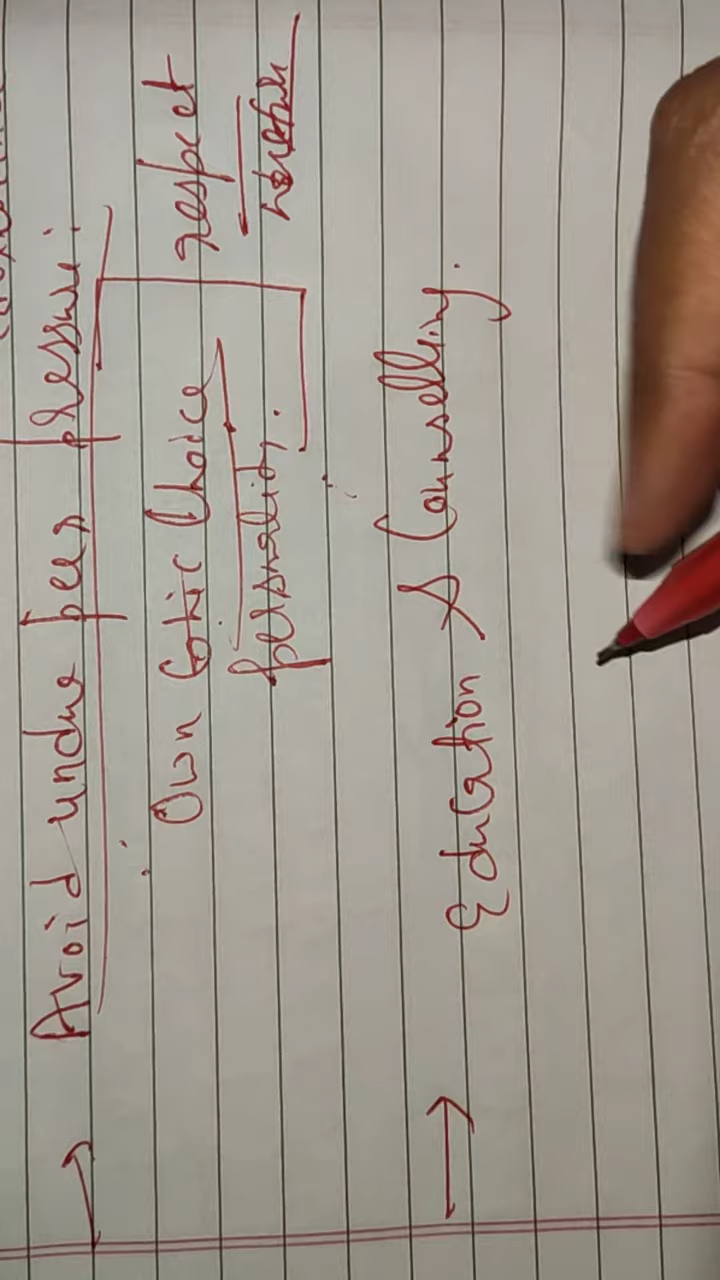 → Avoid undue peer pressure.
Own Choice respect
personality.
→ Education & Counselling.